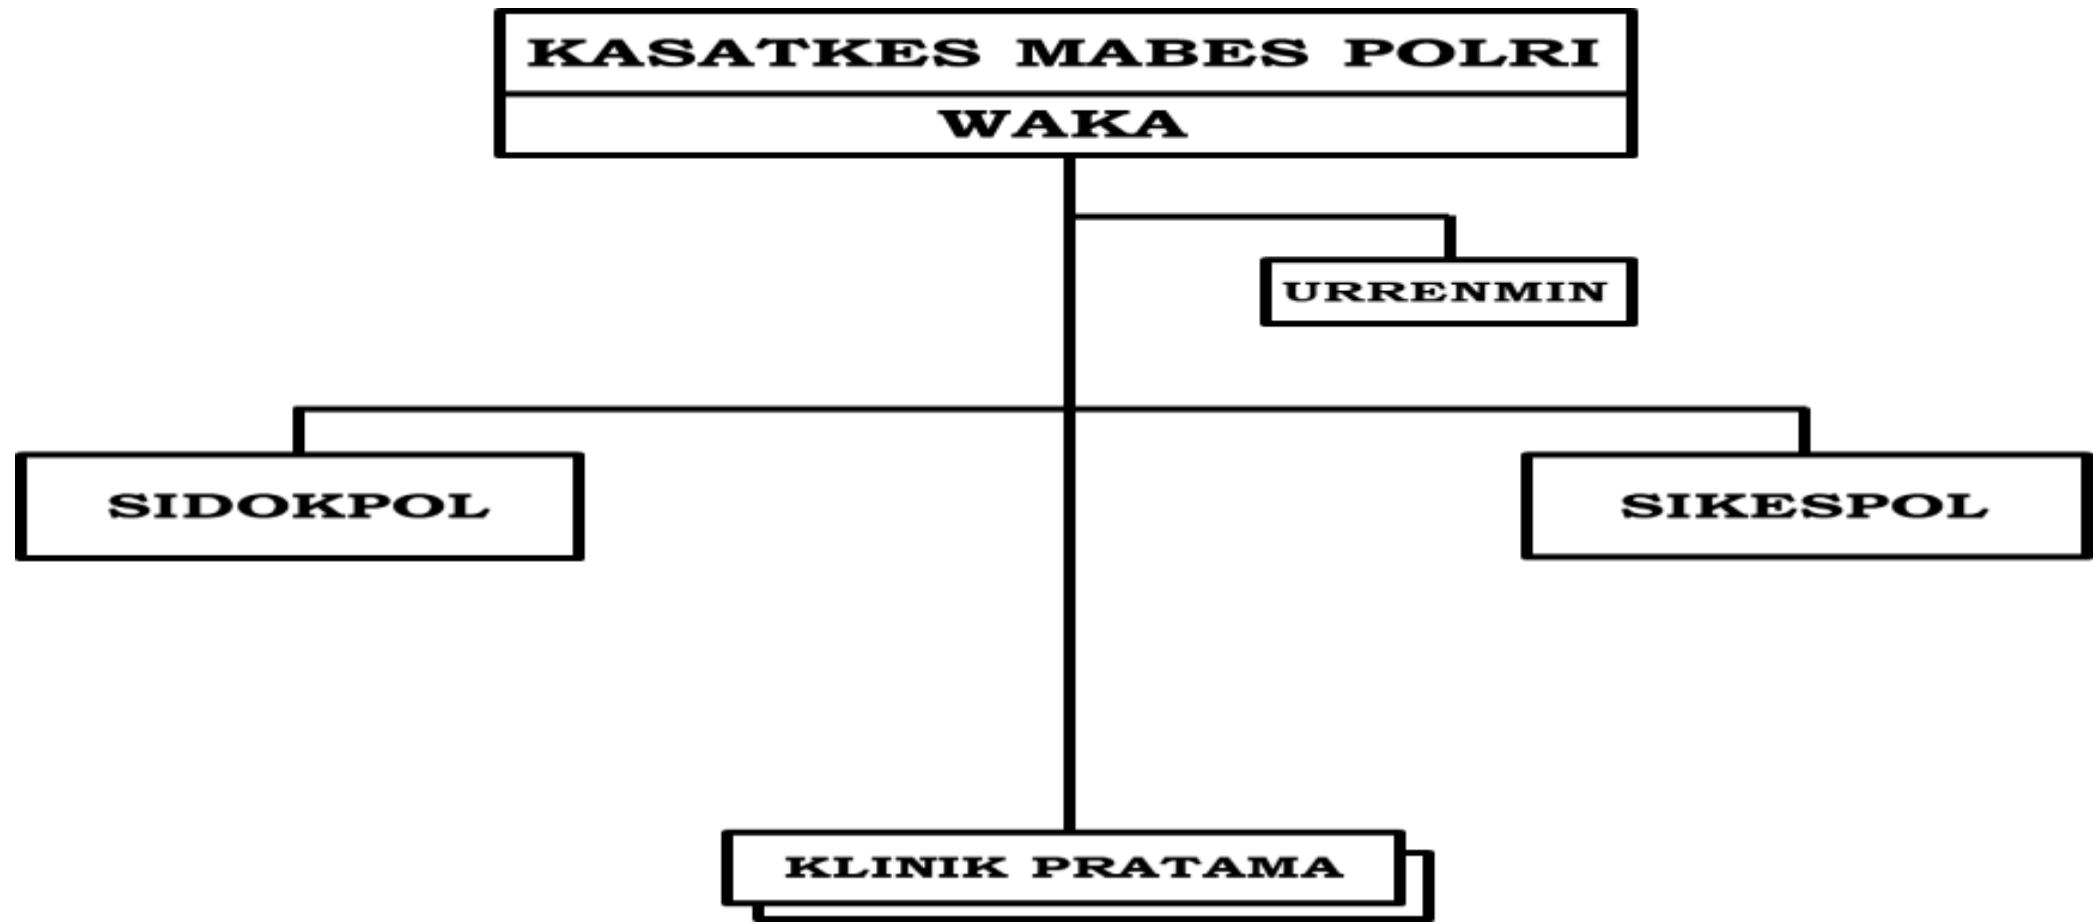 KASATKES MABES POLRI
WAKA
URRENMIN
SIDOKPOL
SIKESPOL
KLINIK PRATAMA